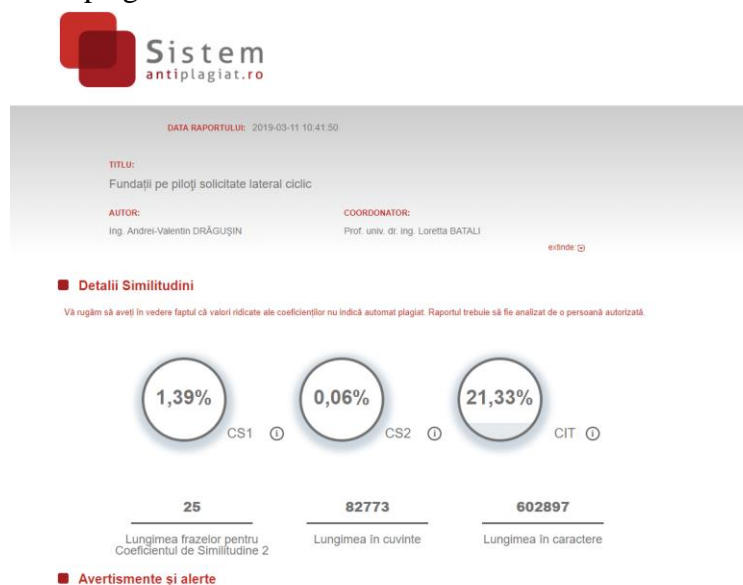 Sistem
antiplagiat.ro
DATA RAPORTULUI: 2019-03-11 10:41:50
TITLU:
Fundații pe piloți solicitate lateral ciclic
AUTOR: COORDONATOR:
Ing. Andrei-Valentin DRĂGUȘIN Prof. univ. dr. ing. Loretta BATALI
extinde
Detalii Similitudini
Vă rugăm să aveți în vedere faptul că valori ridicate ale coeficienților nu indică automat plagiat. Raportul trebuie să fie analizat de o persoană autorizată.
1,39% 0,06% 21,33%
CS1 CS2 CIT
25 82773 602897
Lungimea frazelor pentru Lungimea în cuvinte Lungimea în caractere
Coeficientul de Similitudine 2
Avertismente și alerte